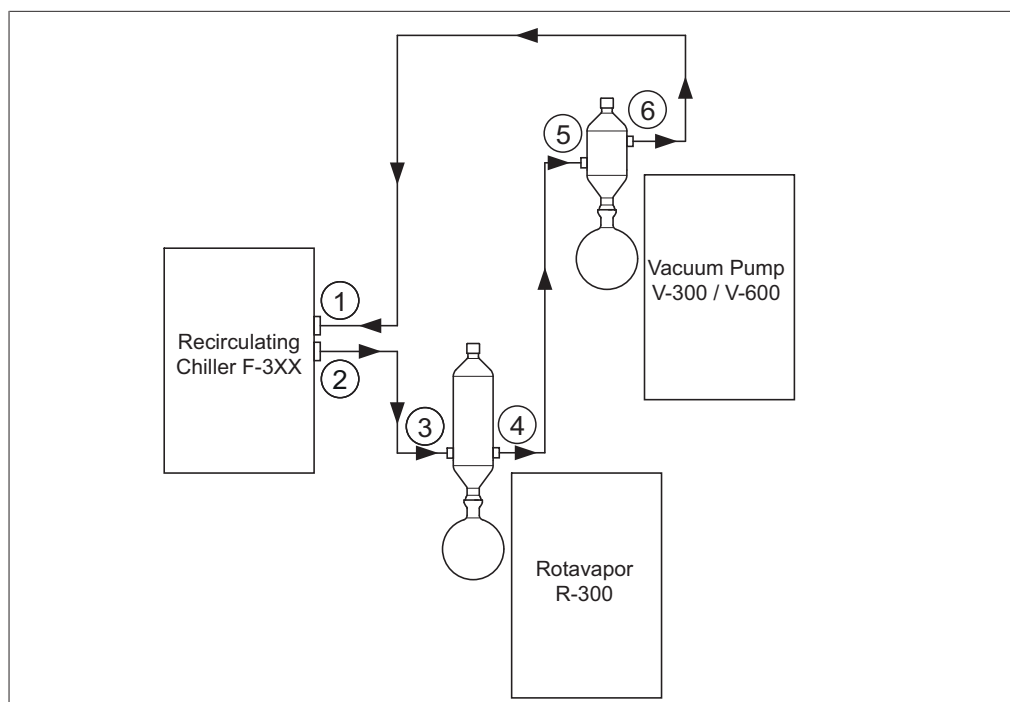 6
5
Vacuum Pump
V-300 / V-600
1
Recirculating
Chiller F-3XX
2
3
4
Rotavapor
R-300